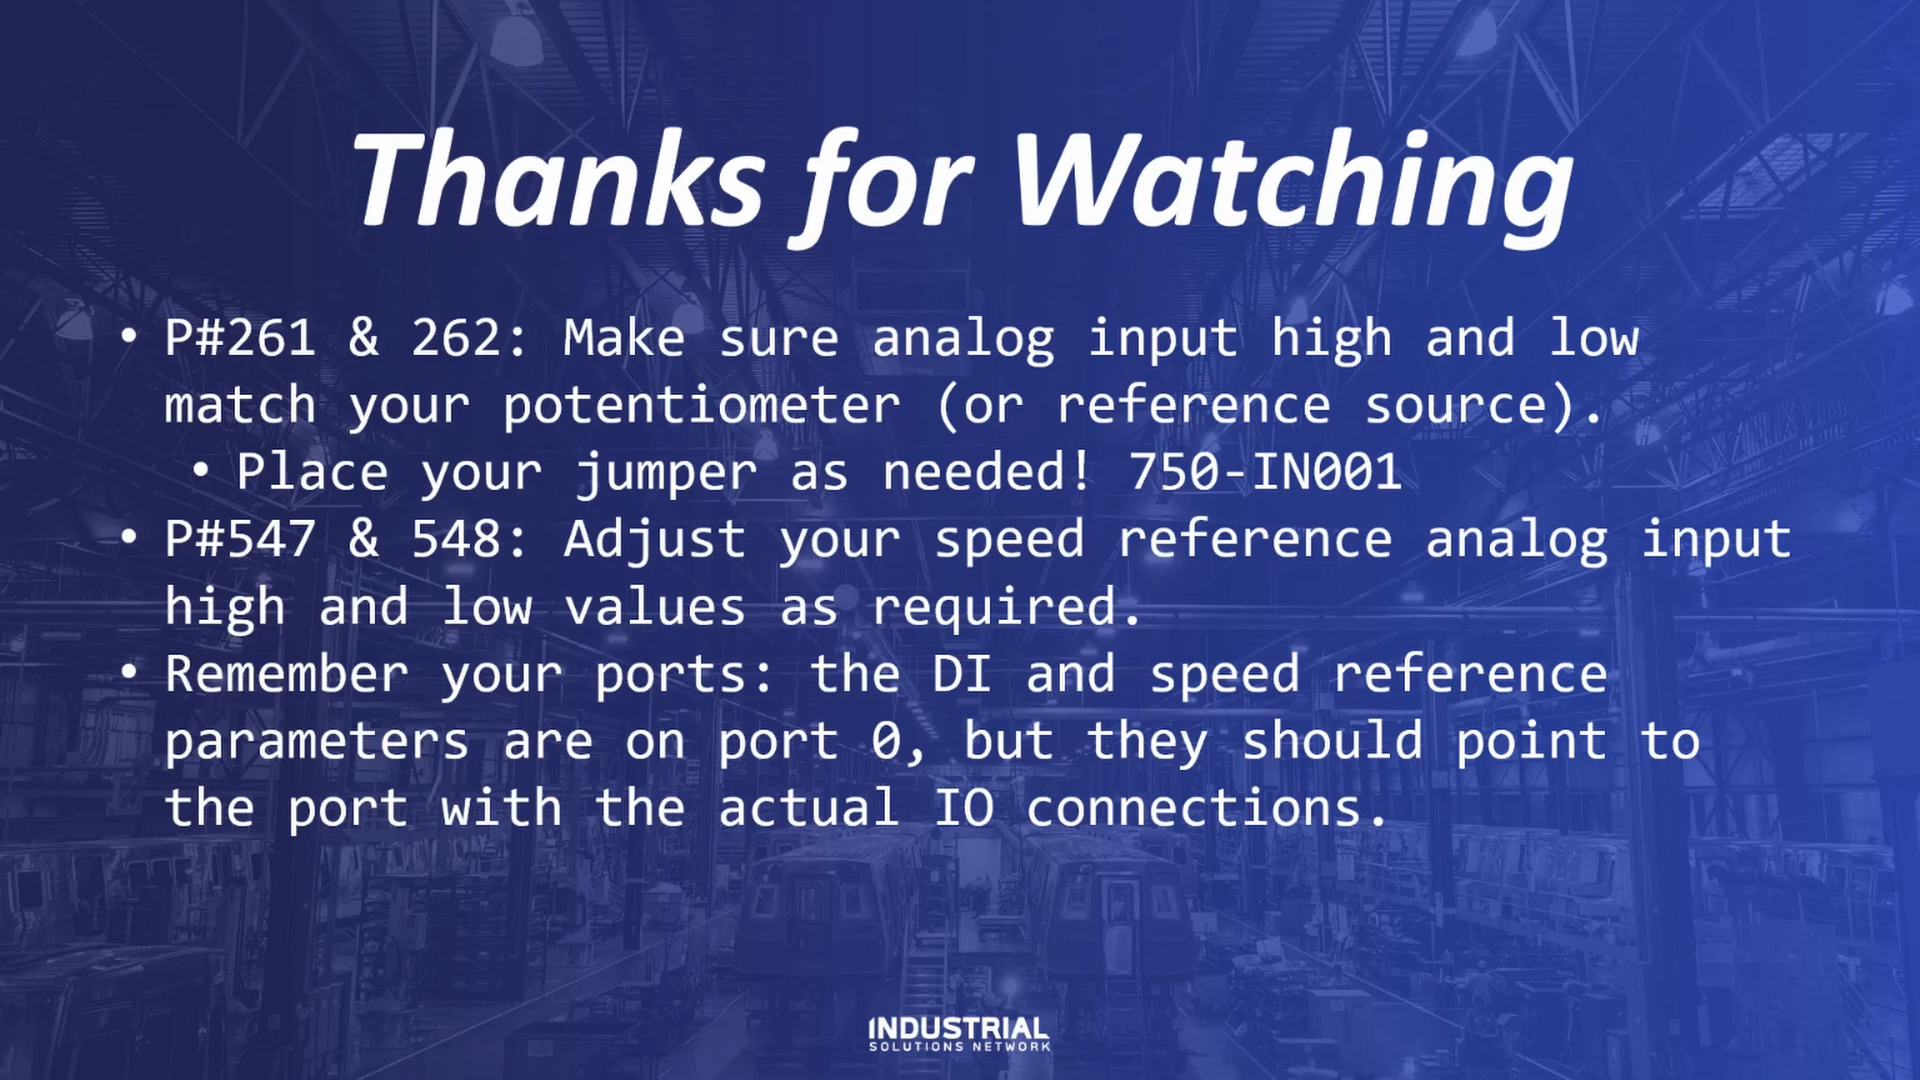 Thanks for Watching
• P#261 & 262: Make sure analog input high and low
match your potentiometer (or reference source).
• Place your jumper as needed! 750-IN001
• P#547 & 548: Adjust your speed reference analog input
high and low values as required.
• Remember your ports: the DI and speed reference
parameters are on port 0, but they should point to
the port with the actual IO connections.
INDUSTRIAL
SOLUTIONS NETWORK